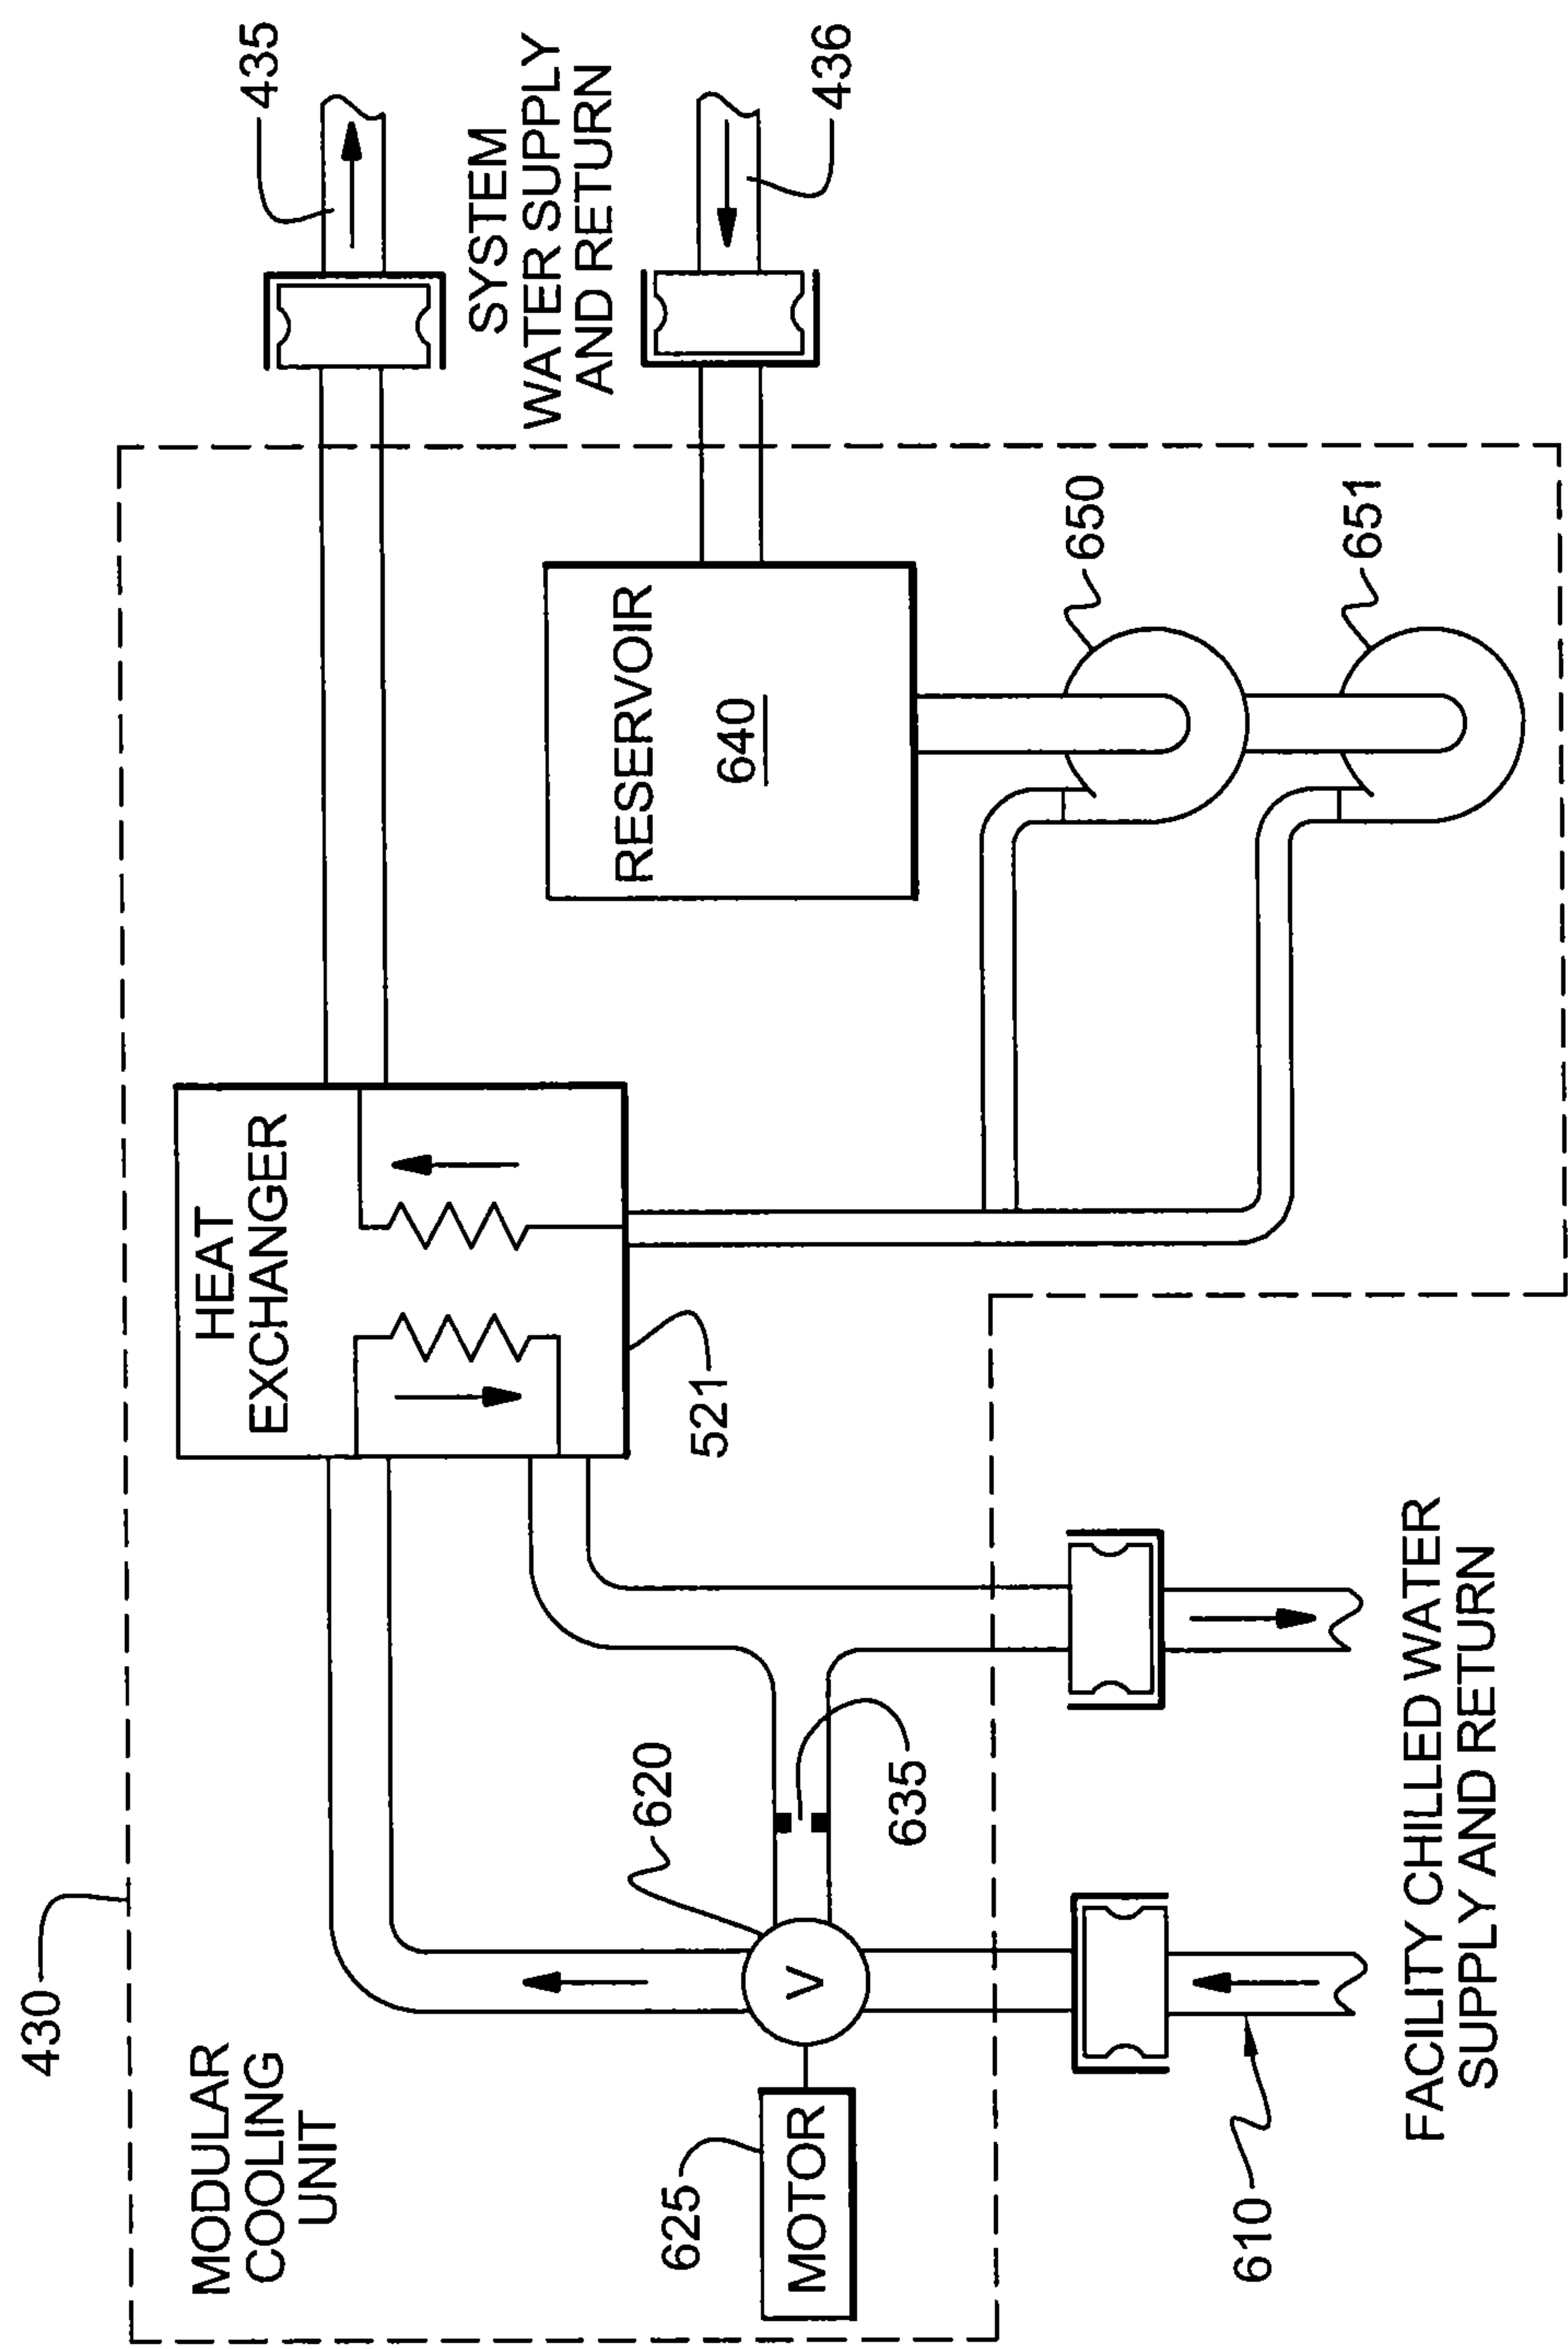 430
MODULAR
COOLING
UNIT
HEAT
EXCHANGER
435
SYSTEM
WATER SUPPLY
AND RETURN
436
RESERVOIR
640
650
651
521
620
V
635
625
MOTOR
610
FACILITY CHILLED WATER
SUPPLY AND RETURN